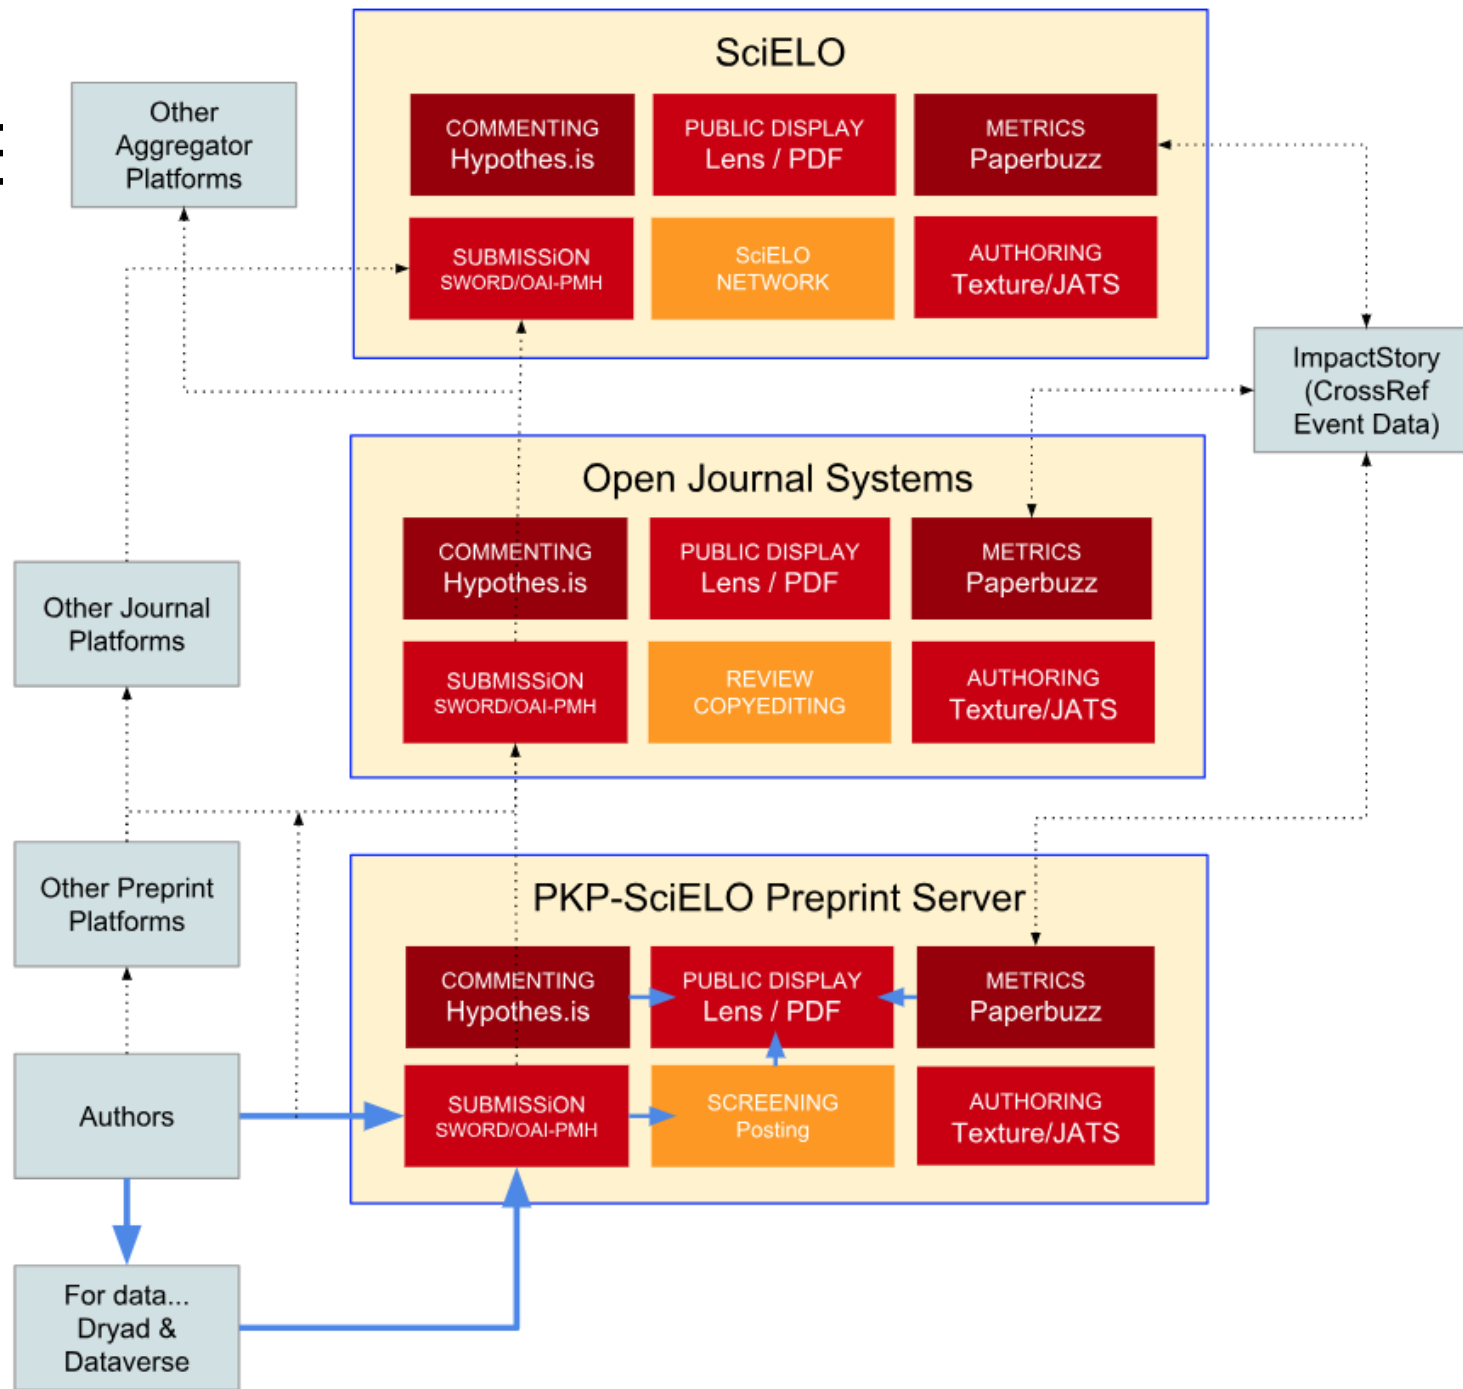 SciELO
Other
Aggregator
Platforms
COMMENTING
Hypothes.is
PUBLIC DISPLAY
Lens / PDF
METRICS
Paperbuzz
SUBMISSiON
SWORD/OAI-PMH
SciELO
NETWORK
AUTHORING
Texture/JATS
ImpactStory
(CrossRef
Event Data)
Open Journal Systems
COMMENTING
Hypothes.is
PUBLIC DISPLAY
Lens / PDF
METRICS
Paperbuzz
Other Journal
Platforms
SUBMISSiON
SWORD/OAI-PMH
REVIEW
COPYEDITING
AUTHORING
Texture/JATS
Other Preprint
Platforms
PKP-SciELO Preprint Server
COMMENTING
Hypothes.is
PUBLIC DISPLAY
Lens / PDF
METRICS
Paperbuzz
Authors
SUBMISSiON
SWORD/OAI-PMH
SCREENING
Posting
AUTHORING
Texture/JATS
For data...
Dryad &
Dataverse